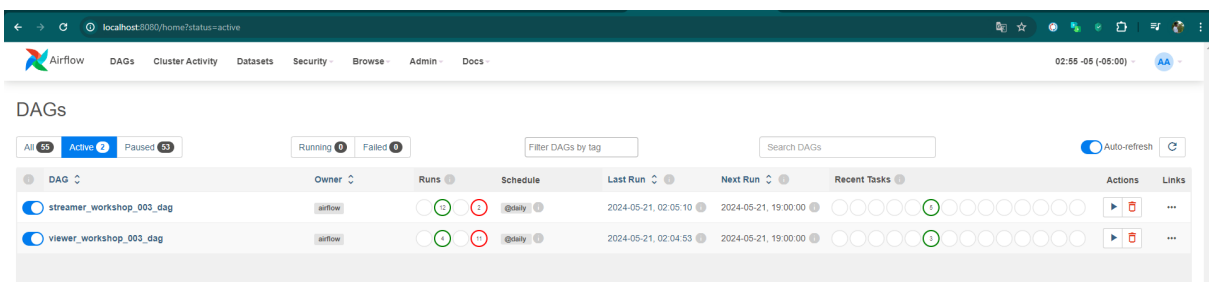 localhost:8080/home?status=active
Airflow DAGs Cluster Activity Datasets Security Browse Admin Docs 02:55 -05 (-05:00) AA
DAGs
All 55 Active 2 Paused 53 Running 0 Failed 0 Filter DAGs by tag Search DAGs Auto-refresh
DAG Owner Runs Schedule Last Run Next Run Recent Tasks Actions Links
streamer_workshop_003_dag airflow 12 2 @daily 2024-05-21, 02:05:10 2024-05-21, 19:00:00 5
viewer_workshop_003_dag airflow 4 11 @daily 2024-05-21, 02:04:53 2024-05-21, 19:00:00 3